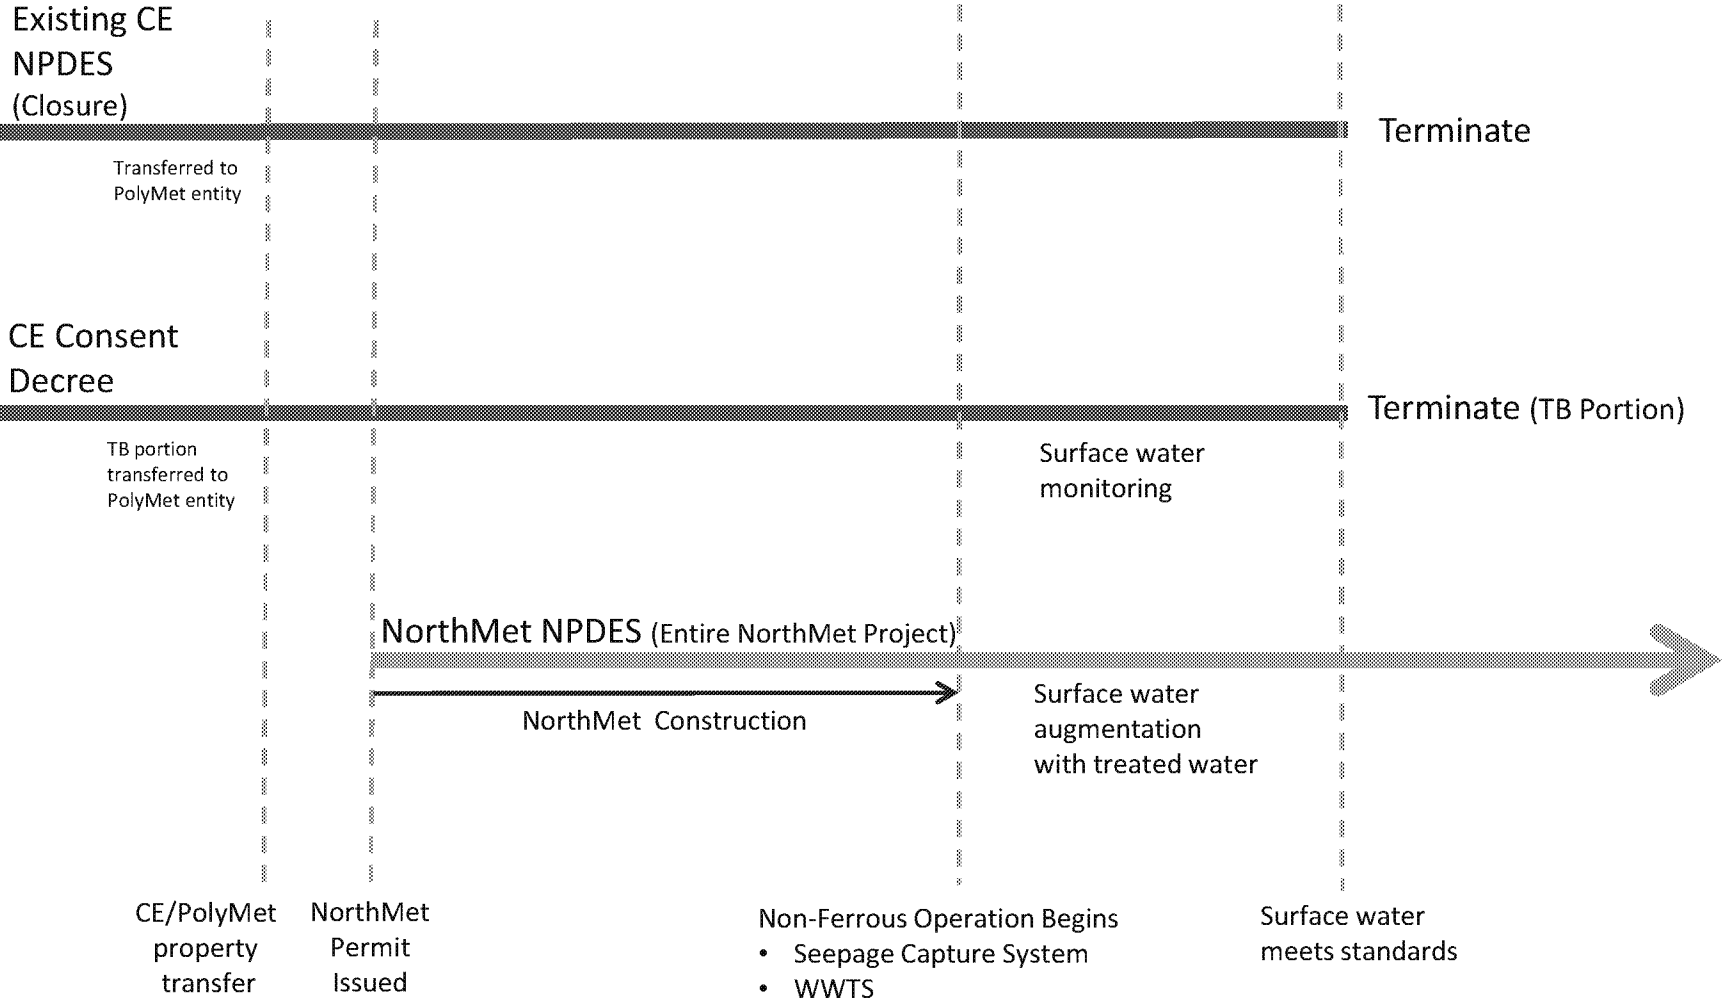 Existing CE
NPDES
(Closure)
Terminate
Transferred to
PolyMet entity
CE Consent
Decree
Terminate (TB Portion)
TB portion
transferred to
PolyMet entity
Surface water
monitoring
NorthMet NPDES (Entire NorthMet Project)
NorthMet Construction
Surface water
augmentation
with treated water
CE/PolyMet
property
transfer
NorthMet
Permit
Issued
Non-Ferrous Operation Begins
• Seepage Capture System
• WWTS
Surface water
meets standards